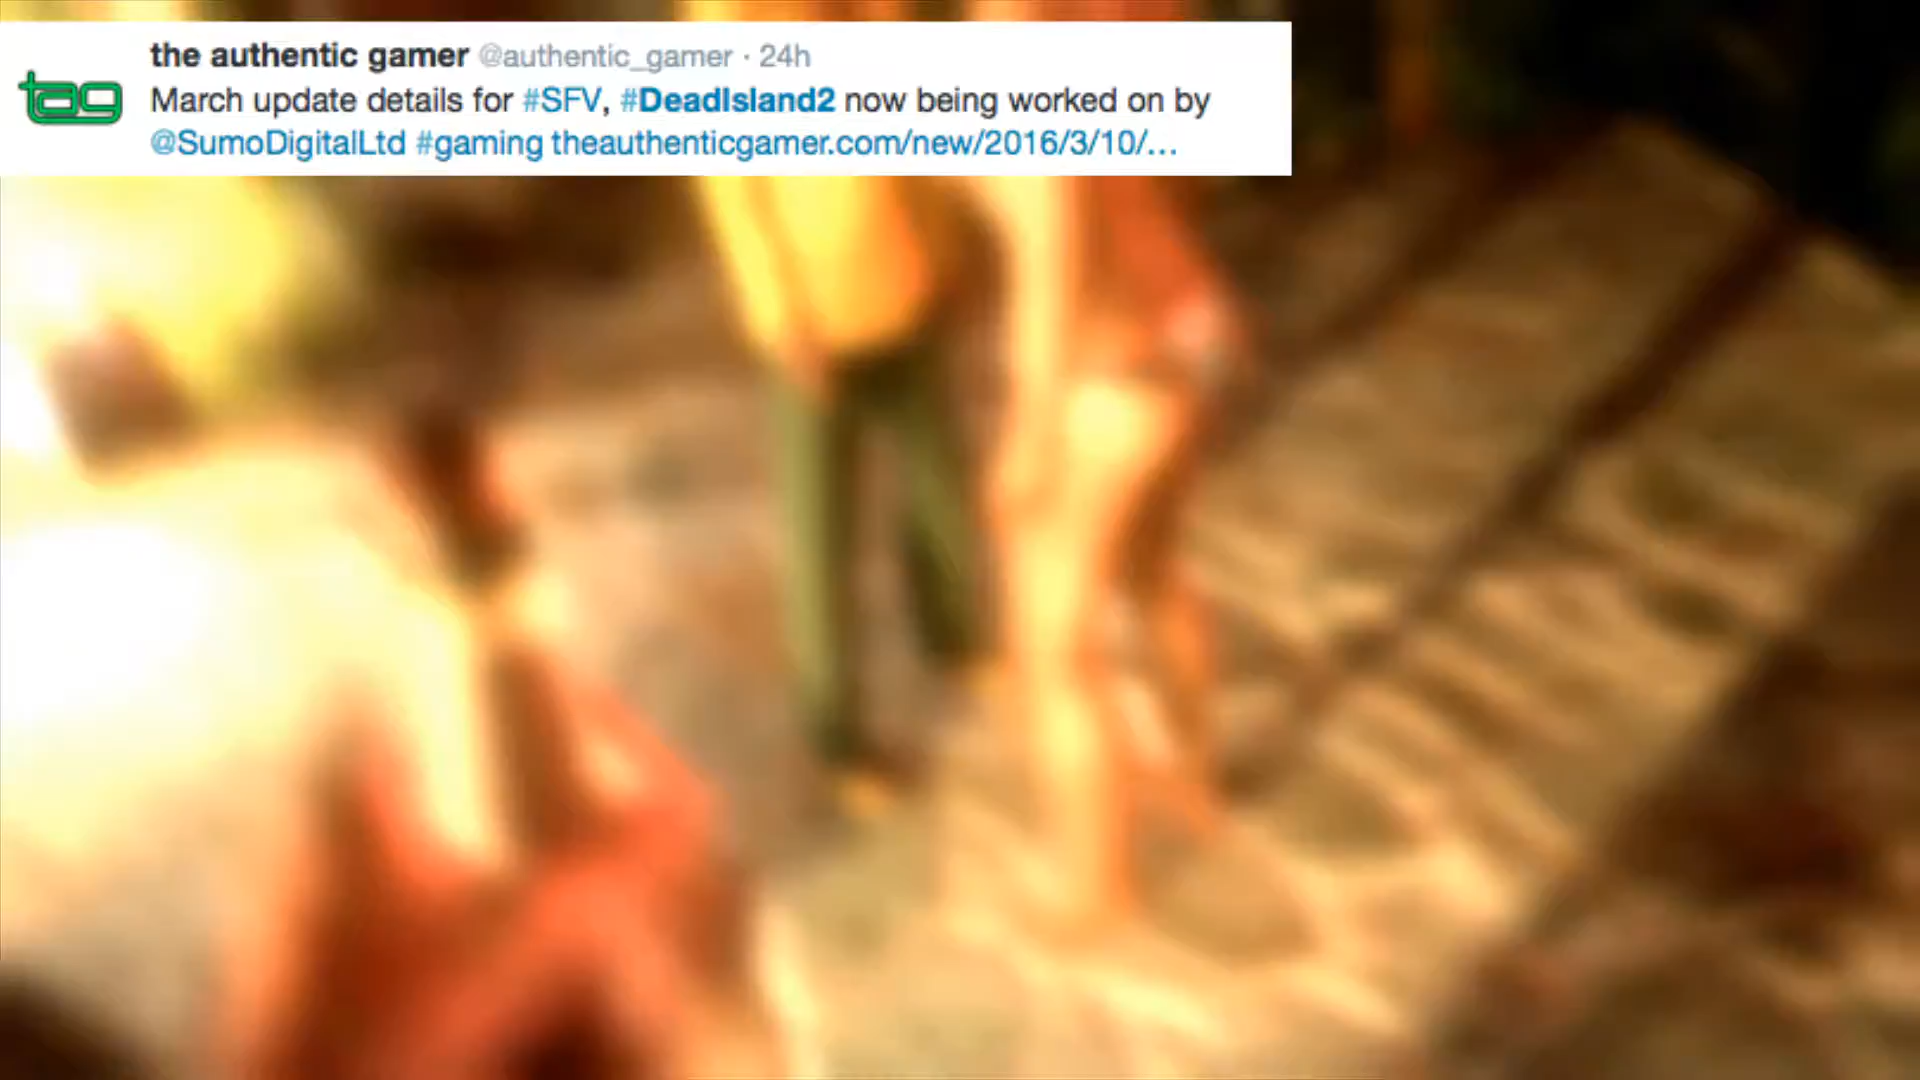 the authentic gamer @authentic_gamer · 24h
tag
March update details for #SFV, #DeadIsland2 now being worked on by
@SumoDigitalLtd #gaming theauthenticgamer.com/new/2016/3/10/...